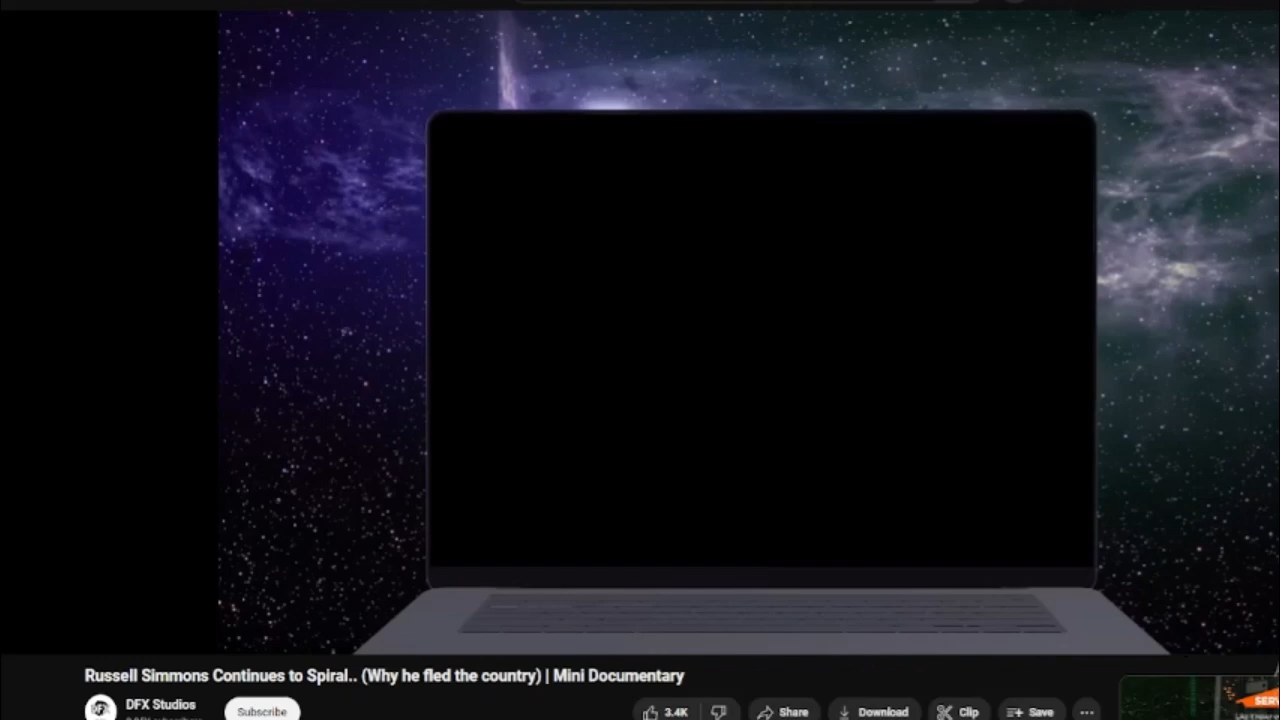 Russell Simmons Continues to Spiral.. (Why he fled the country) | Mini Documentary
DFX Studios
Subscribe
3.4K
Share
Download
Clip
Save